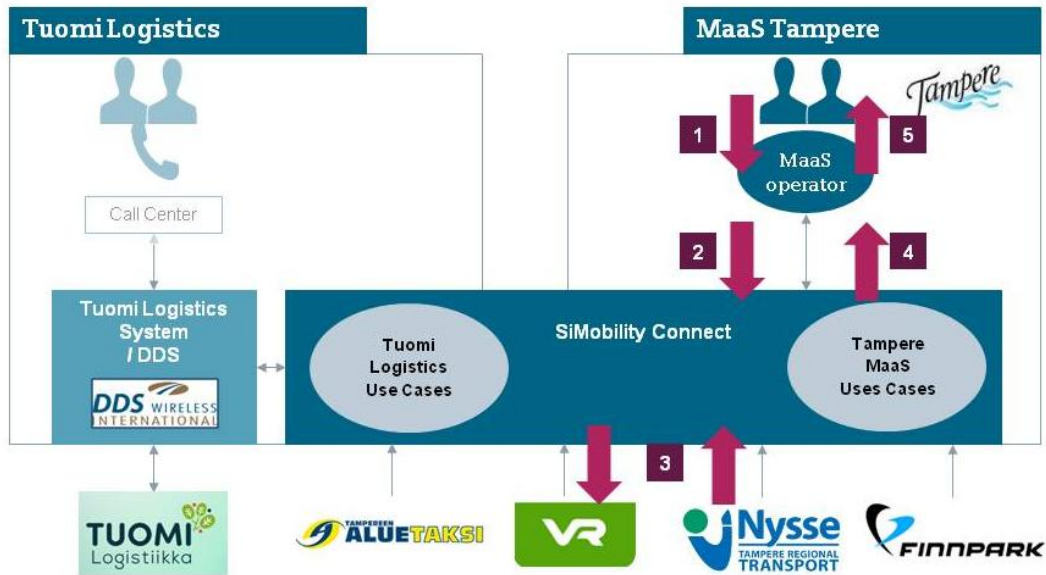 Tuomi Logistics
MaaS Tampere
Tampere
1
5
MaaS
operator
Call Center
2
4
Tuomi Logistics
System
/ DDS
DDS WIRELESS
INTERNATIONAL
Tuomi
Logistics
Use Cases
SiMobility Connect
Tampere
MaaS
Uses Cases
3
TUOMI
Logistiikka
TAMPEREEN
ALUETAKSI
VR
Nysse
TAMPERE REGIONAL
TRANSPORT
FINNPARK